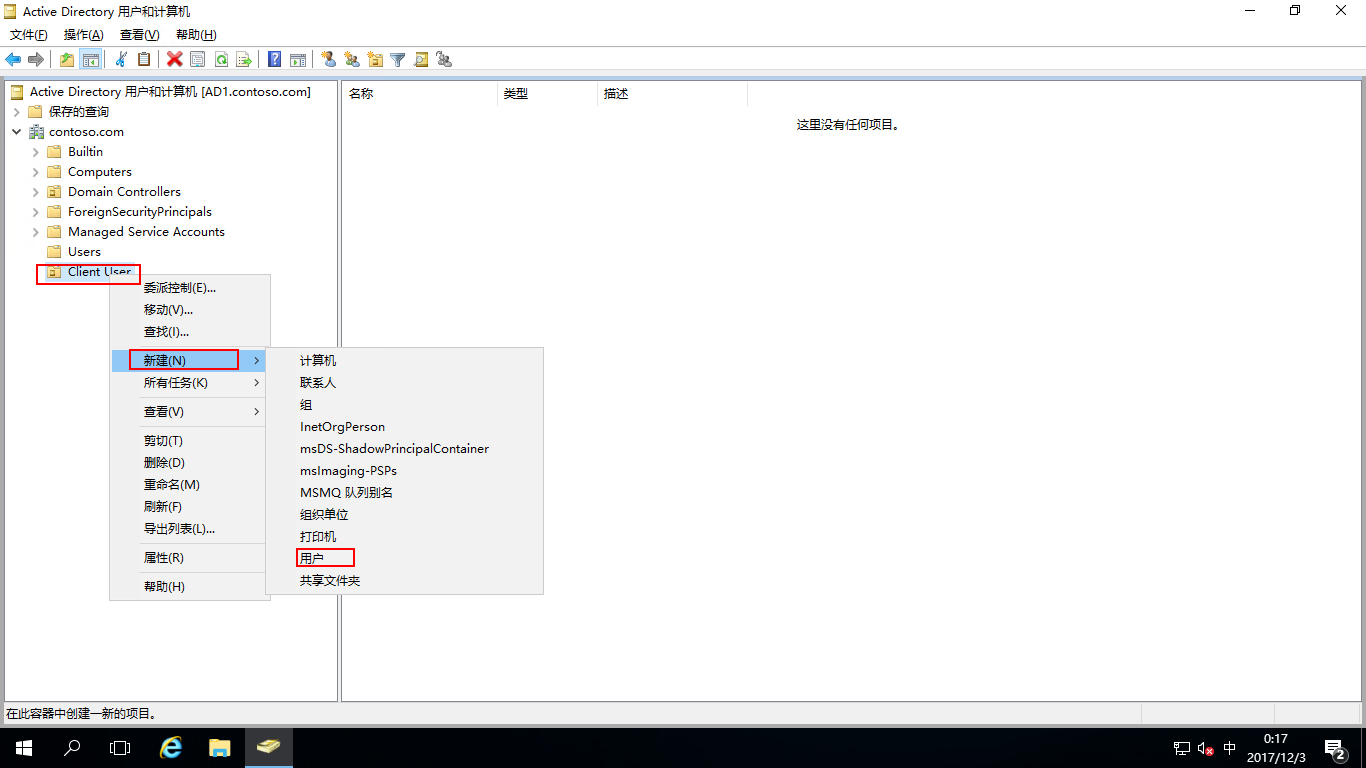 Active Directory 用户和计算机
文件(F) 操作(A) 查看(V) 帮助(H)
Active Directory 用户和计算机 [AD1.contoso.com]
保存的查询
contoso.com
Builtin
Computers
Domain Controllers
ForeignSecurityPrincipals
Managed Service Accounts
Users
Client User
名称 类型 描述
这里没有任何项目。
委派控制(E)...
移动(V)...
查找(I)...
新建(N)
所有任务(K)
查看(V)
剪切(T)
删除(D)
重命名(M)
刷新(F)
导出列表(L)...
属性(R)
帮助(H)
计算机
联系人
组
InetOrgPerson
msDS-ShadowPrincipalContainer
msImaging-PSPs
MSMQ 队列别名
组织单位
打印机
用户
共享文件夹
在此容器中创建一新的项目。
中
0:17
2017/12/3
2